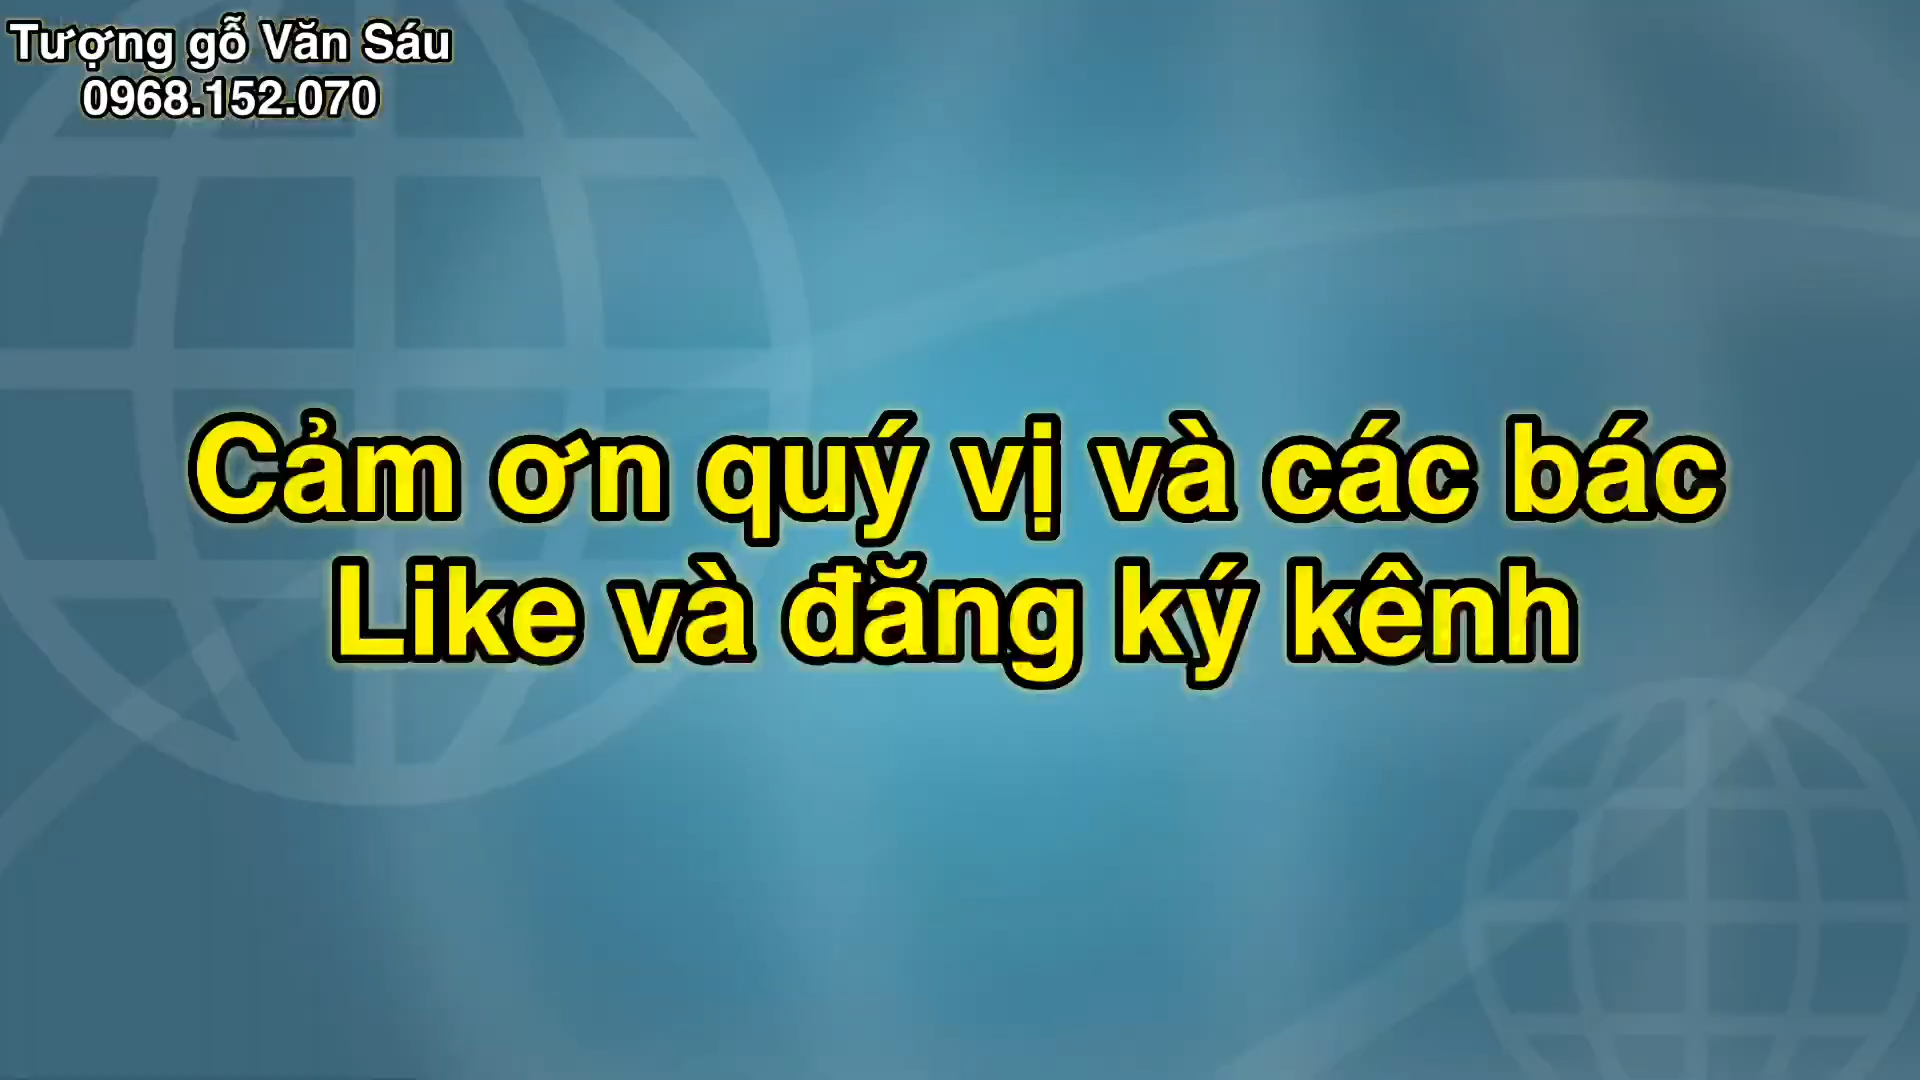 Tượng gỗ Văn Sáu
0968.152.070
Cảm ơn quý vị và các bác
Like và đăng ký kênh